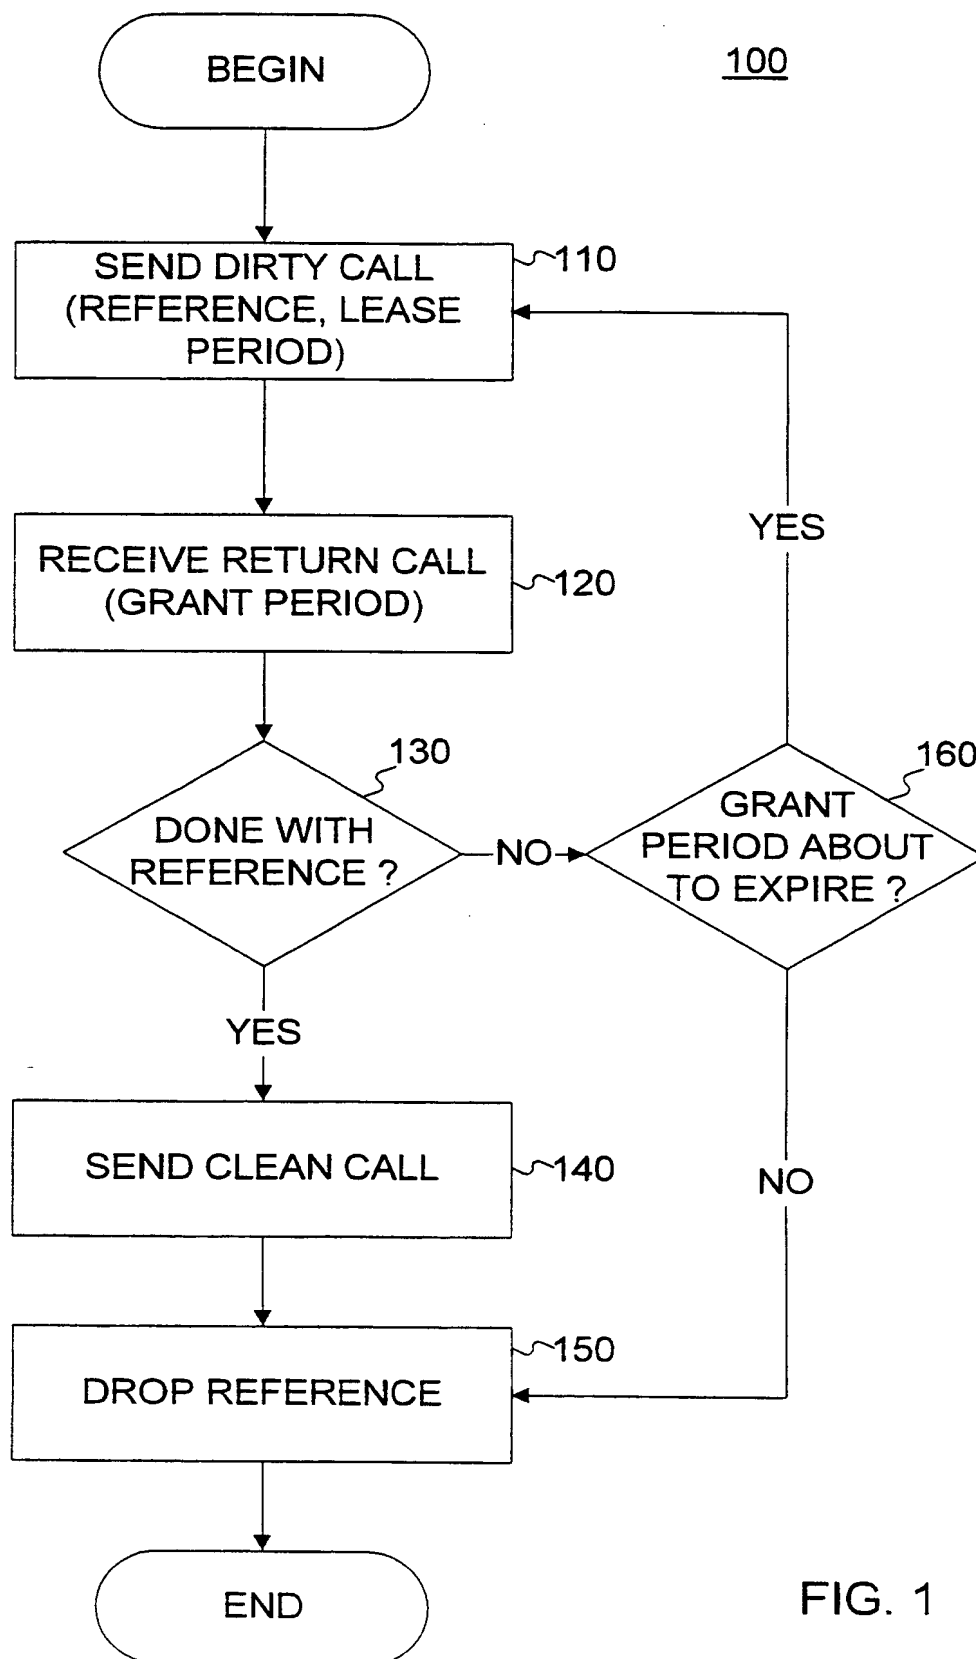 BEGIN
100
SEND DIRTY CALL
(REFERENCE, LEASE
PERIOD)
110
YES
RECEIVE RETURN CALL
(GRANT PERIOD)
120
130
DONE WITH
REFERENCE ?
NO
160
GRANT
PERIOD ABOUT
TO EXPIRE ?
YES
SEND CLEAN CALL
140
NO
DROP REFERENCE
150
END
FIG. 1